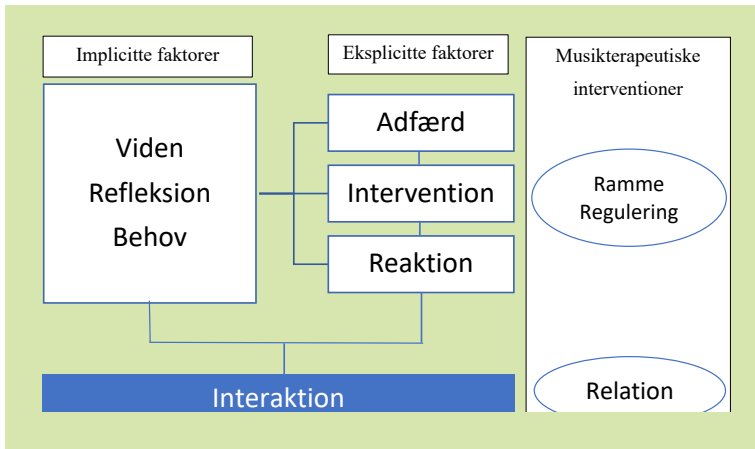 Implicitte faktorer
Viden
Refleksion
Behov
Eksplicitte faktorer
Adfærd
Intervention
Reaktion
Interaktion
Musikterapeutiske
interventioner
Ramme
Regulering
Relation